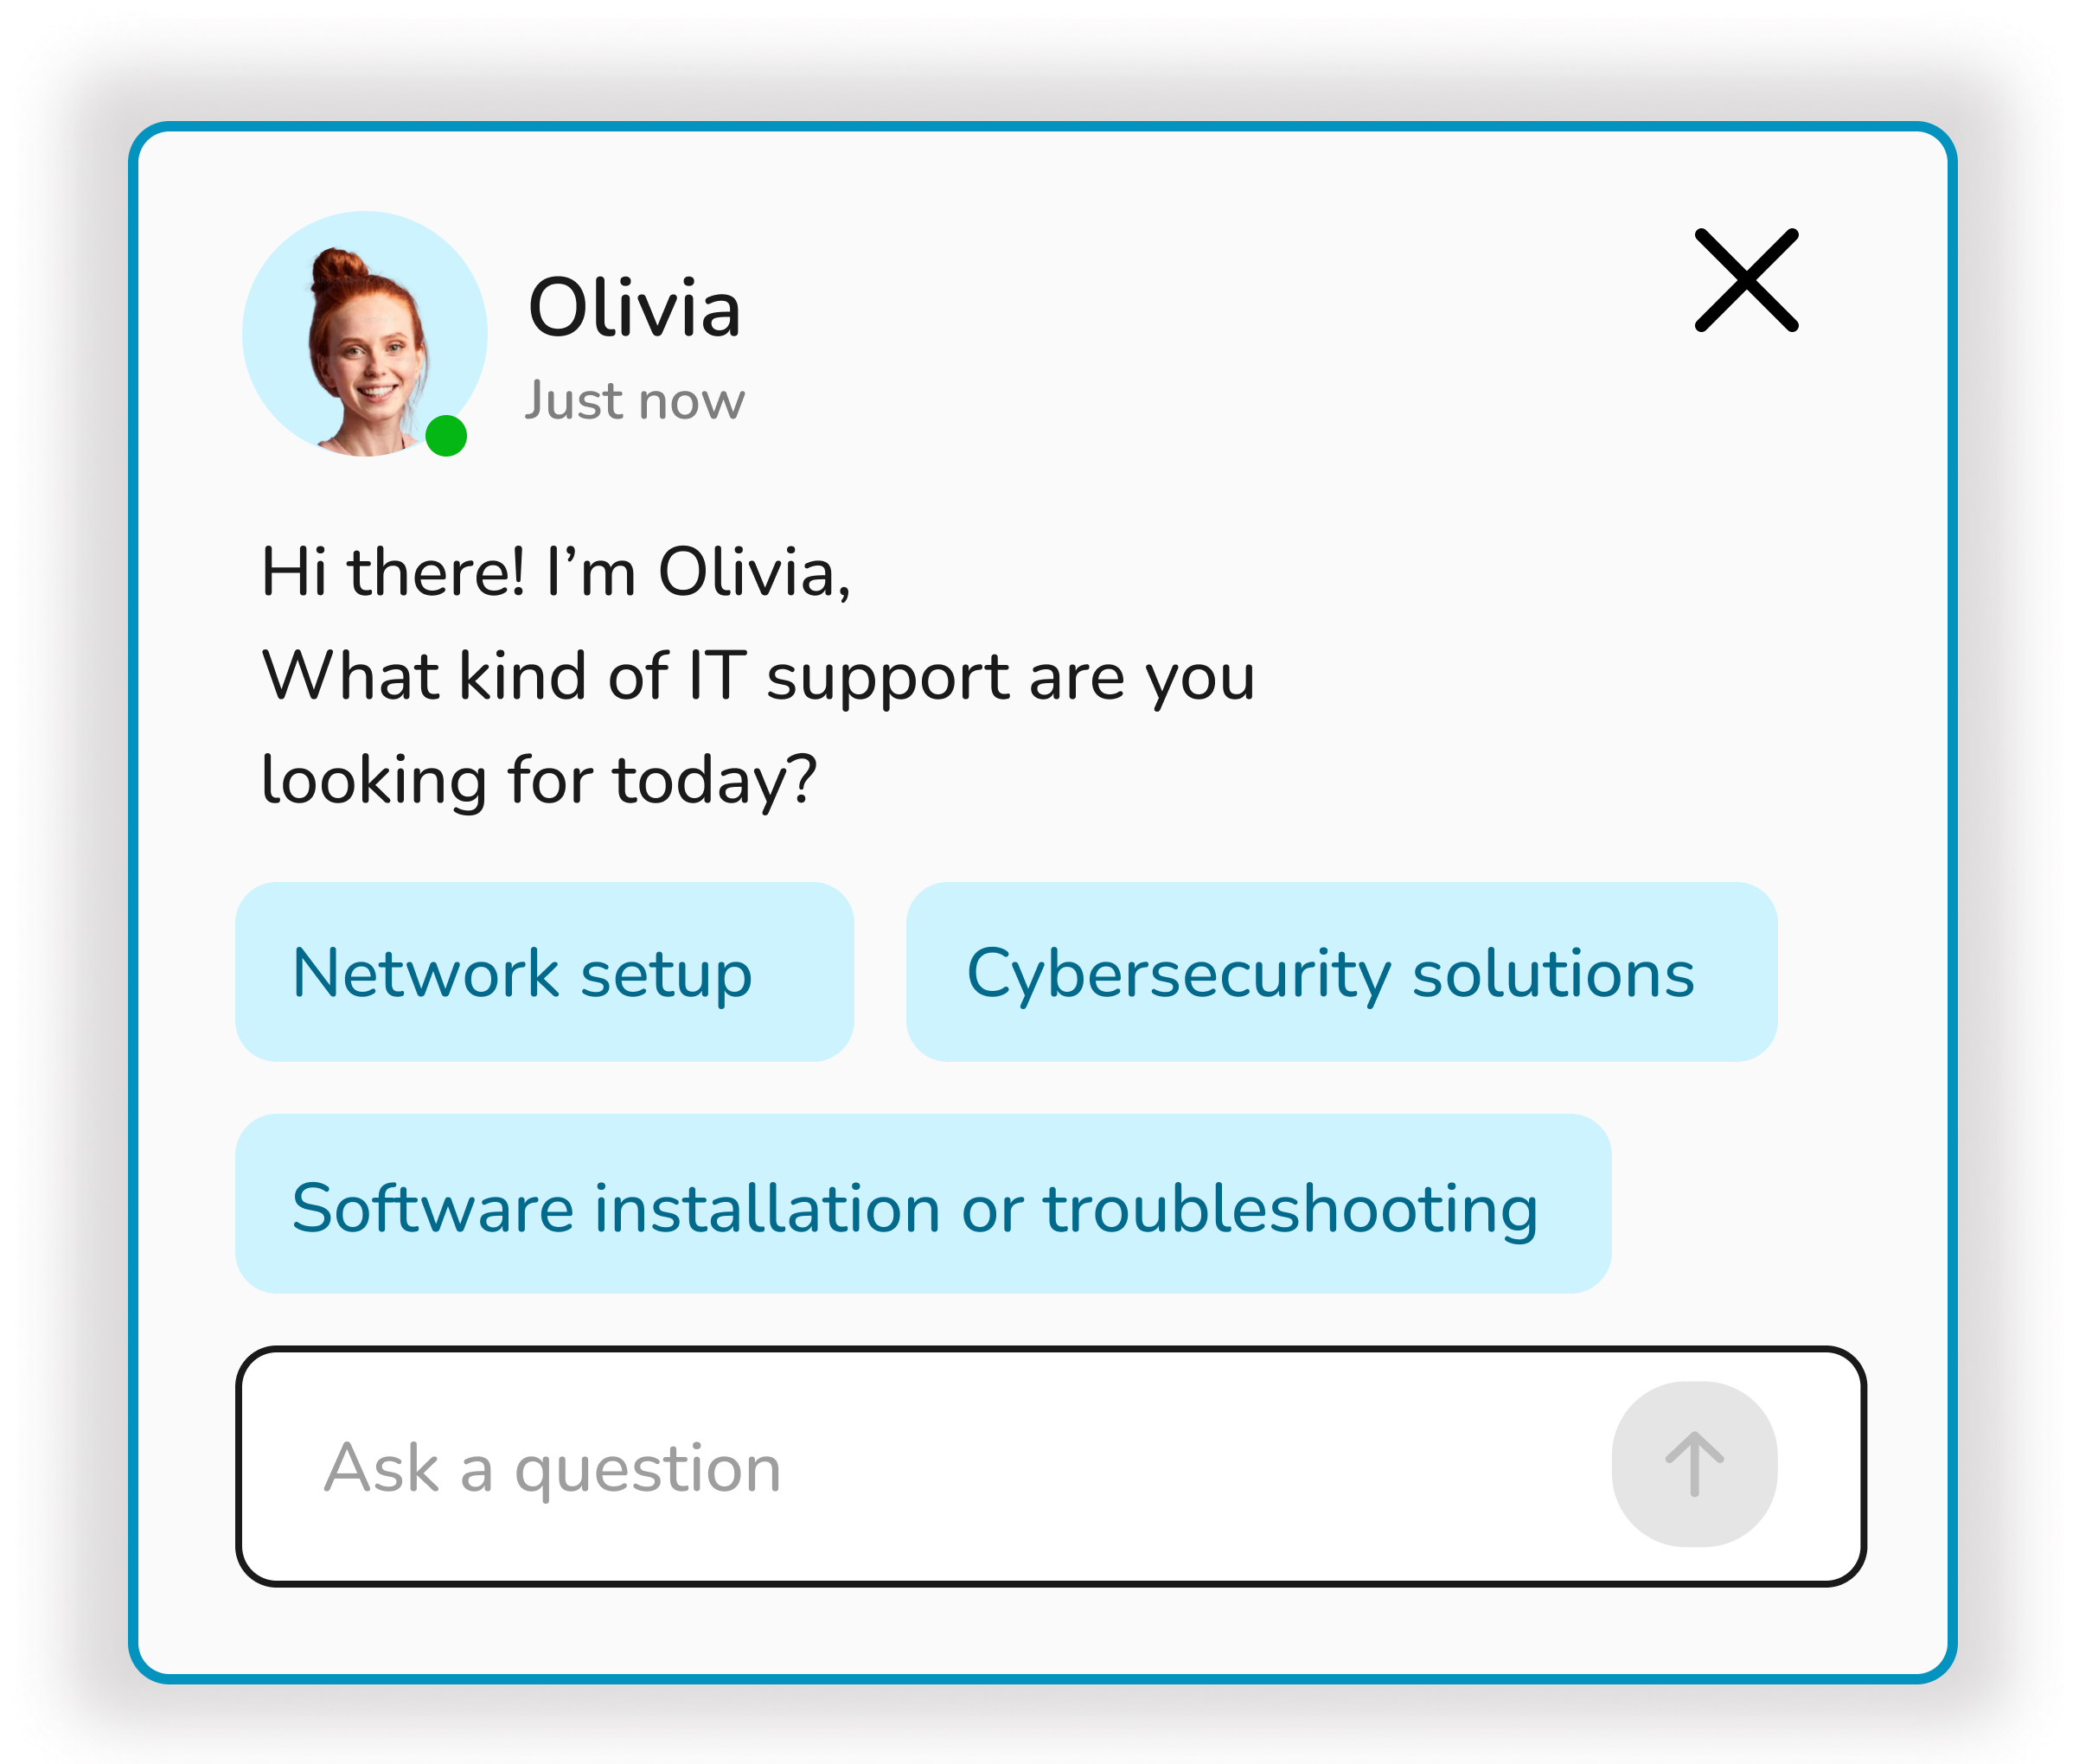 Olivia
Just now
Hi there! I’m Olivia,
What kind of IT support are you
looking for today?
Network setup
Cybersecurity solutions
Software installation or troubleshooting
Ask a question